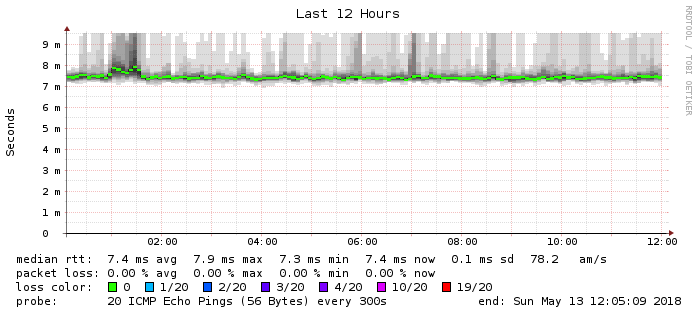 Last 12 Hours
RRDTOOL / TOBI OETIKER
Seconds
9 m
8 m
7 m
6 m
5 m
4 m
3 m
2 m
1 m
0
02:00 04:00 06:00 08:00 10:00 12:00
median rtt: 7.4 ms avg 7.9 ms max 7.3 ms min 7.4 ms now 0.1 ms sd 78.2 am/s
packet loss: 0.00 % avg 0.00 % max 0.00 % min 0.00 % now
loss color: 0 1/20 2/20 3/20 4/20 10/20 19/20
probe: 20 ICMP Echo Pings (56 Bytes) every 300s end: Sun May 13 12:05:09 2018